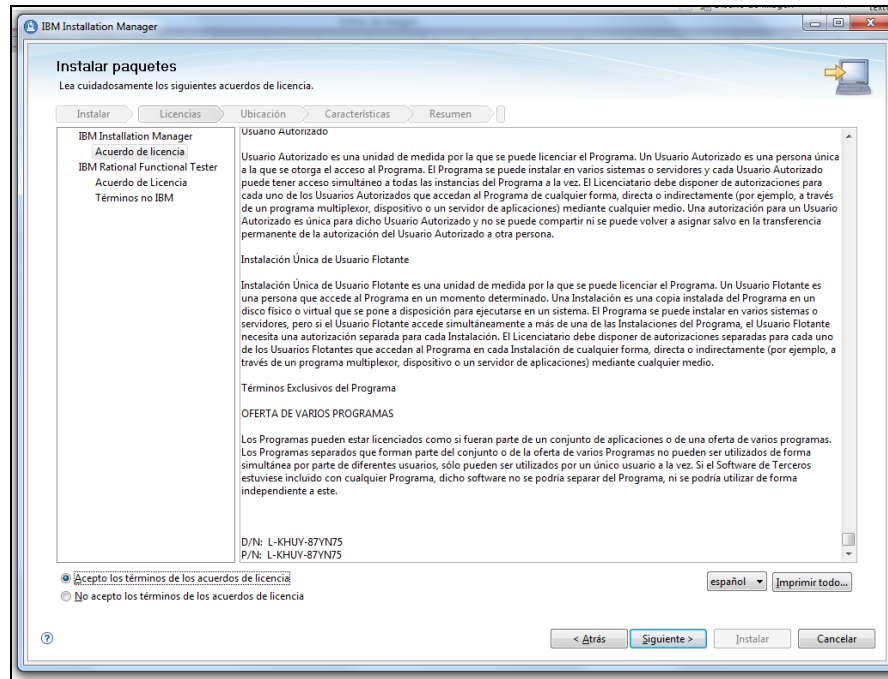 IBM Installation Manager
Instalar paquetes
Lea cuidadosamente los siguientes acuerdos de licencia.
Instalar
Licencias
Ubicación
Características
Resumen
IBM Installation Manager
Acuerdo de licencia
IBM Rational Functional Tester
Acuerdo de Licencia
Términos no IBM
Usuario Autorizado
Usuario Autorizado es una unidad de medida por la que se puede licenciar el Programa. Un Usuario Autorizado es una persona única
a la que se otorga el acceso al Programa. El Programa se puede instalar en varios sistemas o servidores y cada Usuario Autorizado
puede tener acceso simultáneo a todas las instancias del Programa a la vez. El Licenciatario debe disponer de autorizaciones para
cada uno de los Usuarios Autorizados que accedan al Programa de cualquier forma, directa o indirectamente (por ejemplo, a través
de un programa multiplexor, dispositivo o un servidor de aplicaciones) mediante cualquier medio. Una autorización para un Usuario
Autorizado es única para dicho Usuario Autorizado y no se puede compartir ni se puede volver a asignar salvo en la transferencia
permanente de la autorización del Usuario Autorizado a otra persona.
Instalación Única de Usuario Flotante
Instalación Única de Usuario Flotante es una unidad de medida por la que se puede licenciar el Programa. Un Usuario Flotante es
una persona que accede al Programa en un momento determinado. Una Instalación es una copia instalada del Programa en un
disco físico o virtual que se pone a disposición para ejecutarse en un sistema. El Programa se puede instalar en varios sistemas o
servidores, pero si el Usuario Flotante accede simultáneamente a más de una de las Instalaciones del Programa, el Usuario Flotante
necesita una autorización separada para cada Instalación. El Licenciatario debe disponer de autorizaciones separadas para cada uno
de los Usuarios Flotantes que accedan al Programa en cada Instalación de cualquier forma, directa o indirectamente (por ejemplo, a
través de un programa multiplexor, dispositivo o un servidor de aplicaciones) mediante cualquier medio.
Términos Exclusivos del Programa
OFERTA DE VARIOS PROGRAMAS
Los Programas pueden estar licenciados como si fueran parte de un conjunto de aplicaciones o de una oferta de varios programas.
Los Programas separados que forman parte del conjunto o de la oferta de varios Programas no pueden ser utilizados de forma
simultánea por parte de diferentes usuarios, sólo pueden ser utilizados por un único usuario a la vez. Si el Software de Terceros
estuviese incluido con cualquier Programa, dicho software no se podría separar del Programa, ni se podría utilizar de forma
independiente a este.
D/N: L-KHUY-87YN75
P/N: L-KHUY-87YN75
Acepto los términos de los acuerdos de licencia
No acepto los términos de los acuerdos de licencia
español
Imprimir todo...
< Atrás
Siguiente >
Instalar
Cancelar